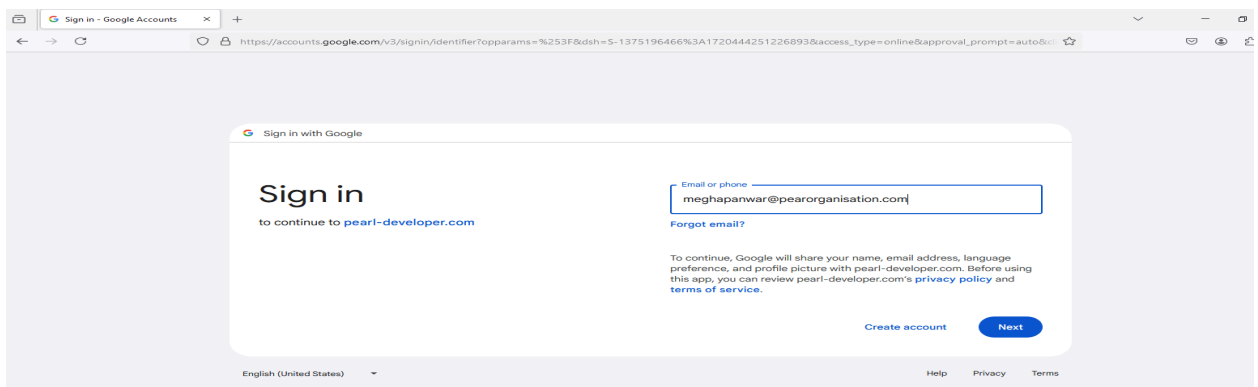 Sign in - Google Accounts
https://accounts.google.com/v3/signin/identifier?opparams=%253F&dsh=S-1375196466%3A1720444251226893&access_type=online&approval_prompt=auto&cl
Sign in with Google
Sign in
to continue to pearl-developer.com
Email or phone
meghapanwar@pearorganisation.com
Forgot email?
To continue, Google will share your name, email address, language
preference, and profile picture with pearl-developer.com. Before using
this app, you can review pearl-developer.com's privacy policy and
terms of service.
Create account
Next
English (United States)
Help
Privacy
Terms